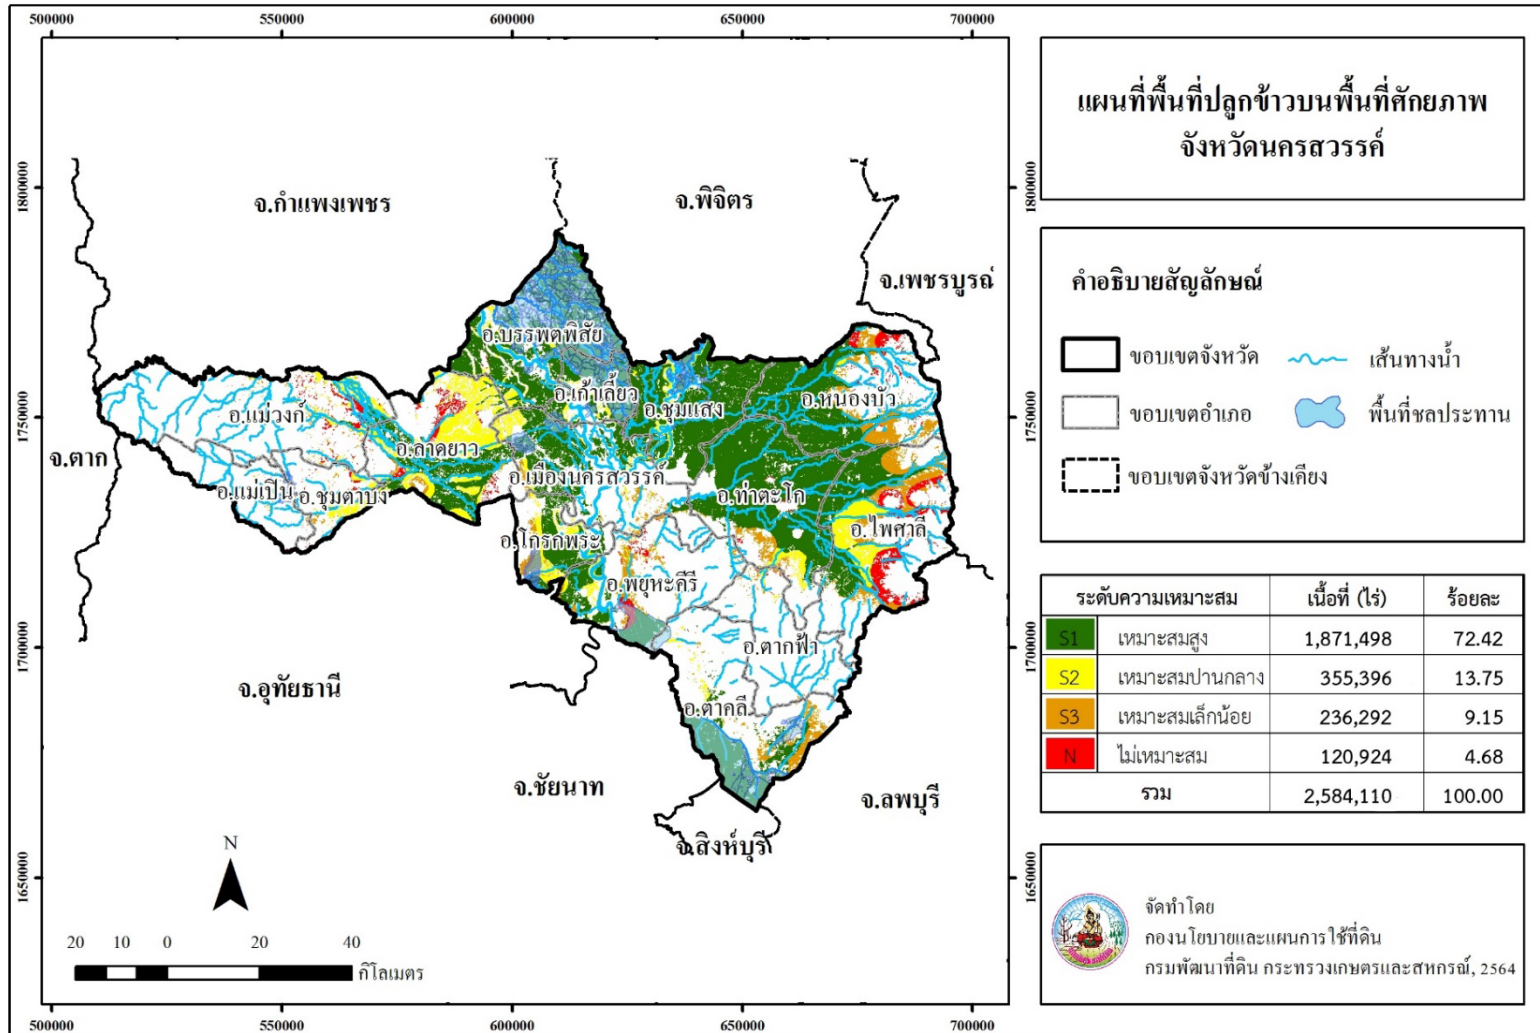 500000 550000 600000 650000 700000
แผนที่พื้นที่ปลูกข้าวบนพื้นที่ศักยภาพ
จังหวัดนครสวรรค์
1800000
1750000
1700000
1650000
1800000
1750000
1700000
1650000
จ.กำแพงเพชร
จ.พิจิตร
จ.เพชรบูรณ์
จ.ตาก
จ.อุทัยธานี
จ.ชัยนาท
จ.สิงห์บุรี
จ.ลพบุรี
อ.บรรพตพิสัย
อ.เก้าเลี้ยว
อ.ชุมแสง
อ.หนองบัว
อ.แม่วงก์
อ.ลาดยาว
อ.แม่เปิน
อ.ชุมตาบง
อ.เมืองนครสวรรค์
อ.ท่าตะโก
อ.ไพศาลี
อ.โกรกพระ
อ.พยุหะคีรี
อ.ตากฟ้า
อ.ตาคลี
N
20 10 0 20 40
กิโลเมตร
500000 550000 600000 650000 700000
คำอธิบายสัญลักษณ์
ขอบเขตจังหวัด เส้นทางน้ำ
ขอบเขตอำเภอ พื้นที่ชลประทาน
ขอบเขตจังหวัดข้างเคียง
ระดับความเหมาะสม เนื้อที่ (ไร่) ร้อยละ
S1 เหมาะสมสูง 1,871,498 72.42
S2 เหมาะสมปานกลาง 355,396 13.75
S3 เหมาะสมเล็กน้อย 236,292 9.15
N ไม่เหมาะสม 120,924 4.68
รวม 2,584,110 100.00
จัดทำโดย
กองนโยบายและแผนการใช้ที่ดิน
กรมพัฒนาที่ดิน กระทรวงเกษตรและสหกรณ์, 2564